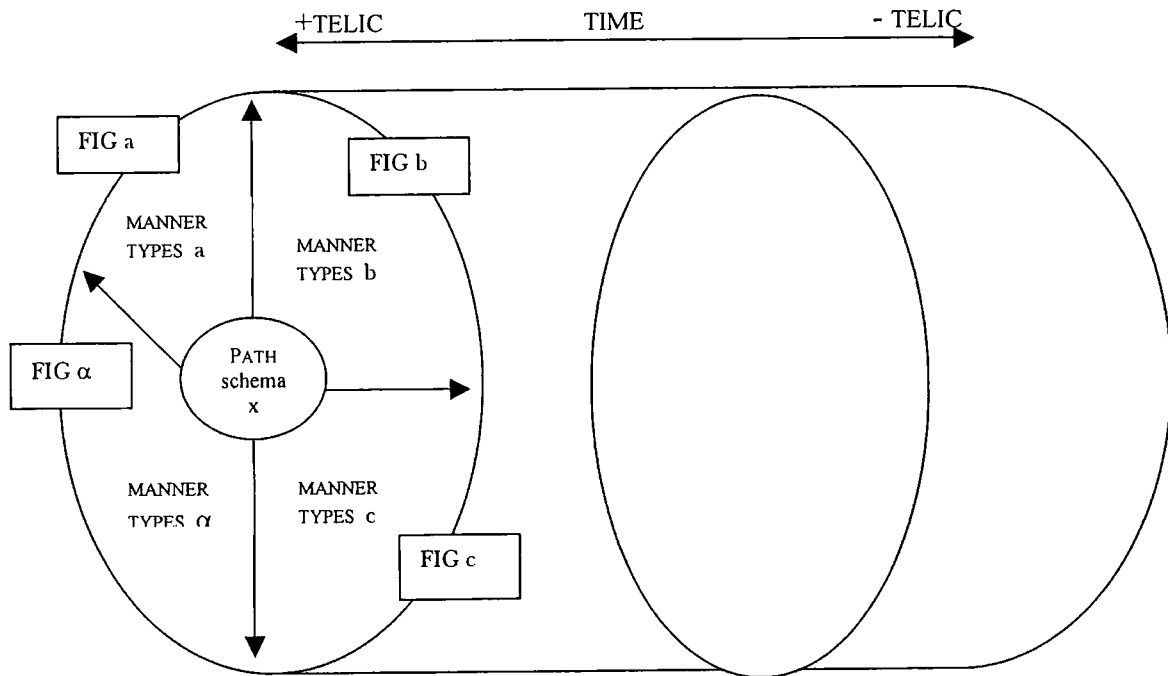 +TELIC TIME - TELIC
FIG a
FIG b
MANNER
TYPES a
MANNER
TYPES b
PATH
schema
x
FIG α
MANNER
TYPES α
MANNER
TYPES c
FIG c